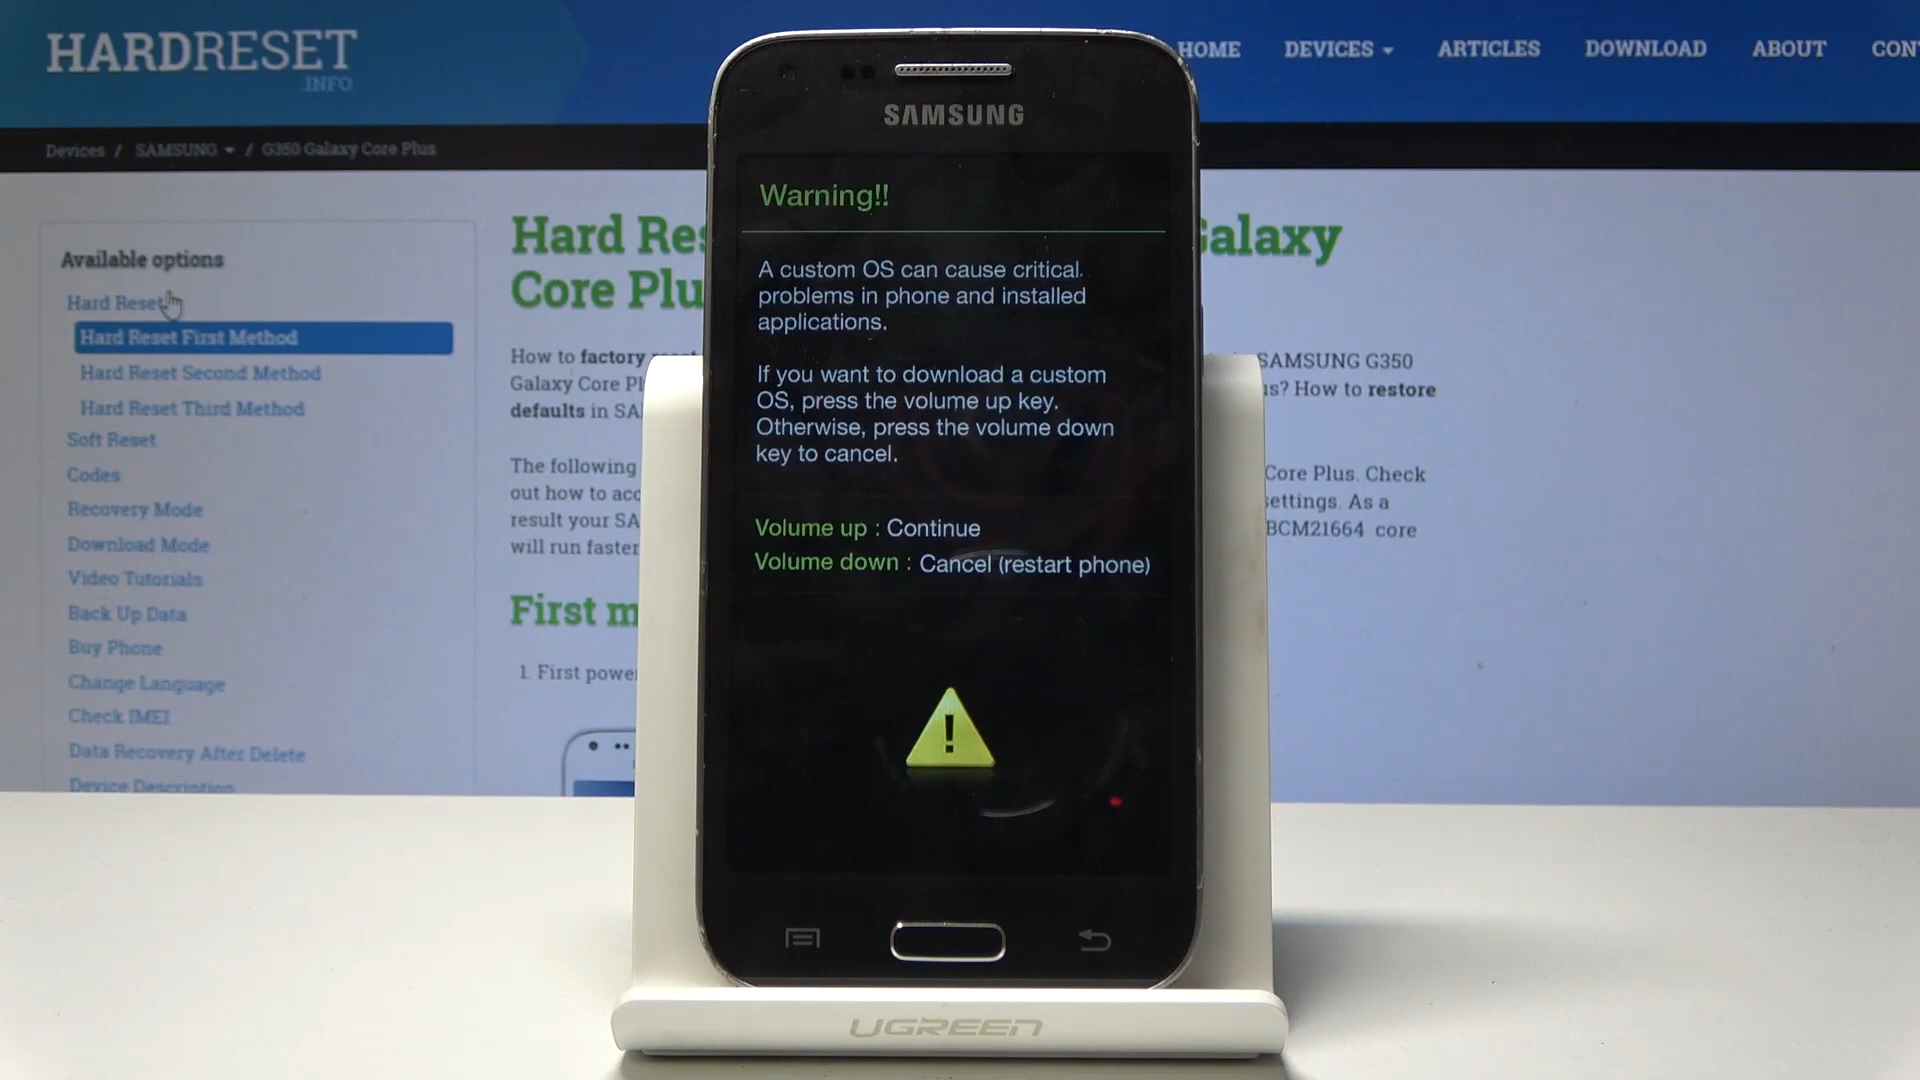 HARDRESET
.INFO
HOME DEVICES ARTICLES DOWNLOAD ABOUT
Devices / SAMSUNG / G350 Galaxy Core Plus
Available options
Hard Reset
Hard Reset First Method
Hard Reset Second Method
Hard Reset Third Method
Soft Reset
Codes
Recovery Mode
Download Mode
Video Tutorials
Back Up Data
Buy Phone
Change Language
Check IMEI
Data Recovery After Delete
Device Description
Hard
Core
How to factory
SAMSUNG G350
Galaxy Core
How to restore
defaults in
The following
Core Plus. Check
out how to
settings. As a
result your
BCM21664 core
will run faster
First
1. First
SAMSUNG
Warning!!
A custom OS can cause critical
problems in phone and installed
applications.
If you want to download a custom
OS, press the volume up key.
Otherwise, press the volume down
key to cancel.
Volume up : Continue
Volume down : Cancel (restart phone)
UGREEN